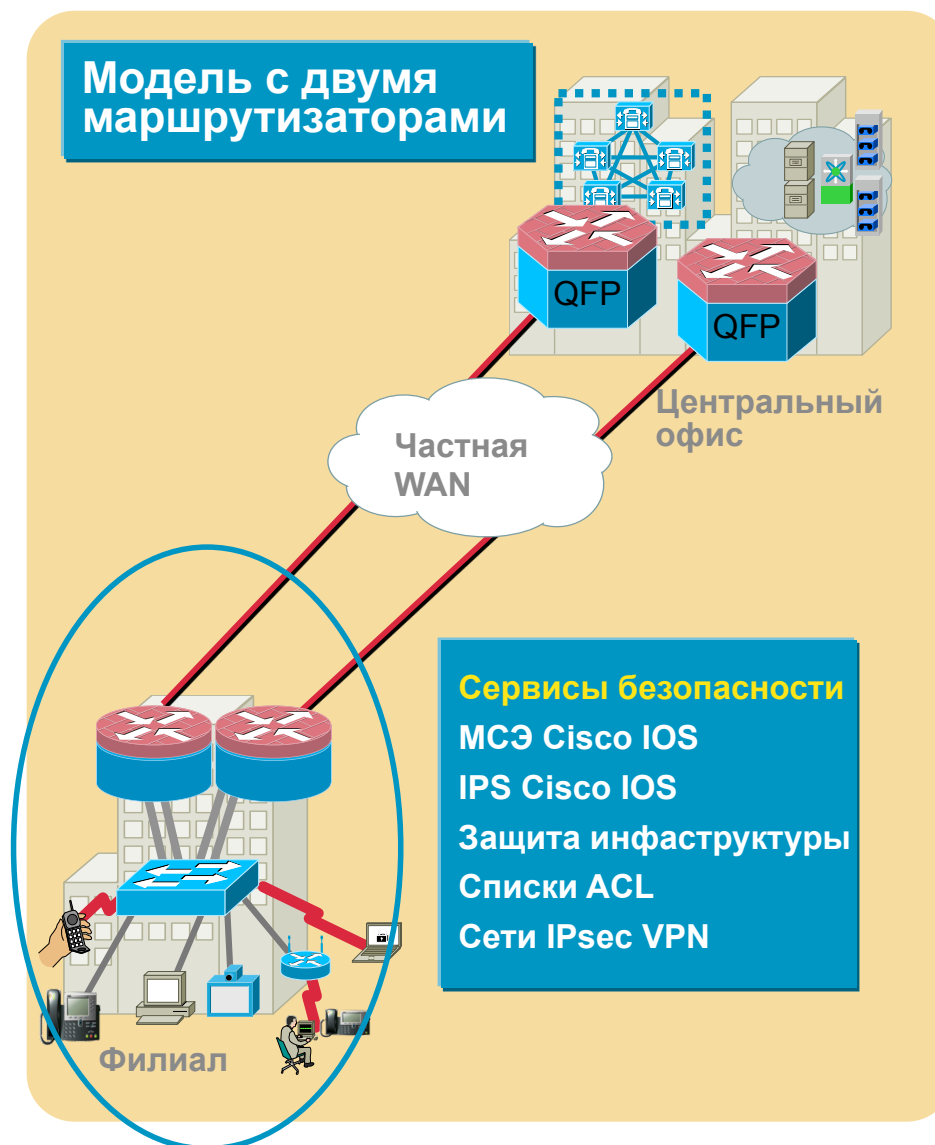 Модель с двумя
маршрутизаторами
QFP
QFP
Центральный
офис
Частная
WAN
Сервисы безопасности
МСЭ Cisco IOS
IPS Cisco IOS
Защита инфаструктуры
Списки ACL
Сети IPsec VPN
Филиал